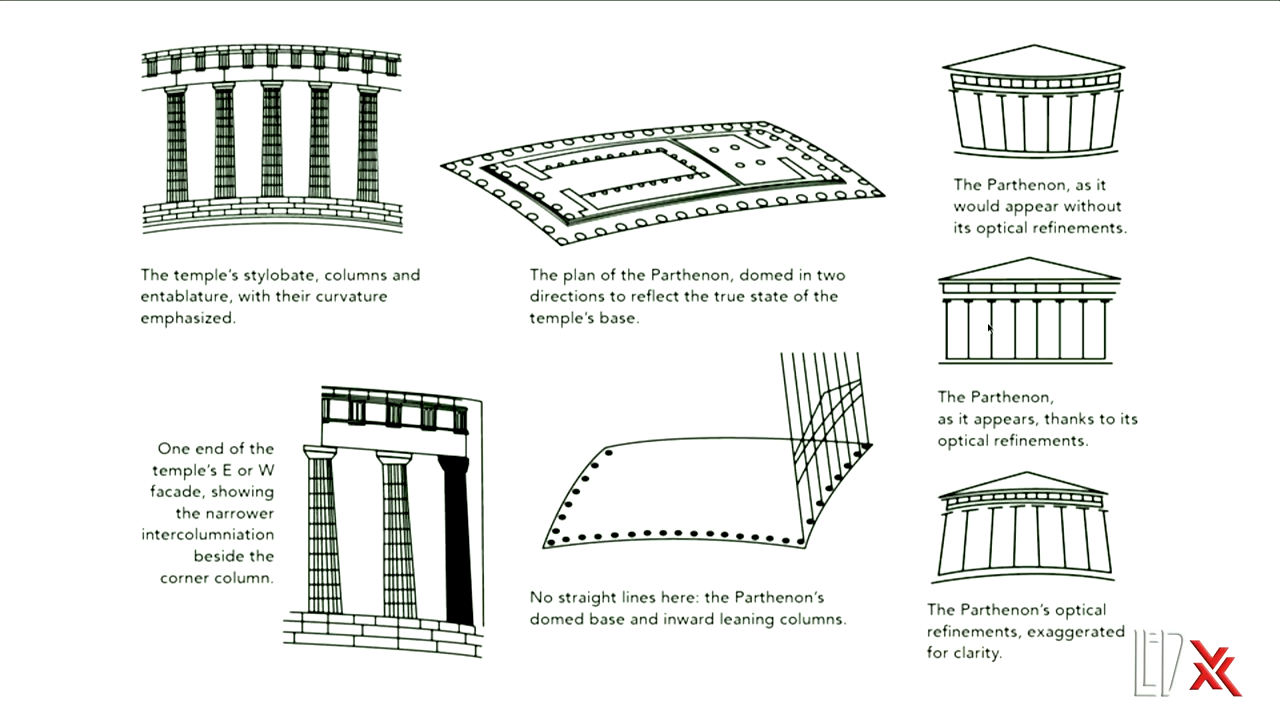 The temple's stylobate, columns and
entablature, with their curvature
emphasized.
The plan of the Parthenon, domed in two
directions to reflect the true state of the
temple's base.
The Parthenon, as it
would appear without
its optical refinements.
The Parthenon,
as it appears, thanks to its
optical refinements.
One end of the
temple's E or W
facade, showing
the narrower
intercolumniation
beside the
corner column.
No straight lines here: the Parthenon's
domed base and inward leaning columns.
The Parthenon's optical
refinements, exaggerated
for clarity.